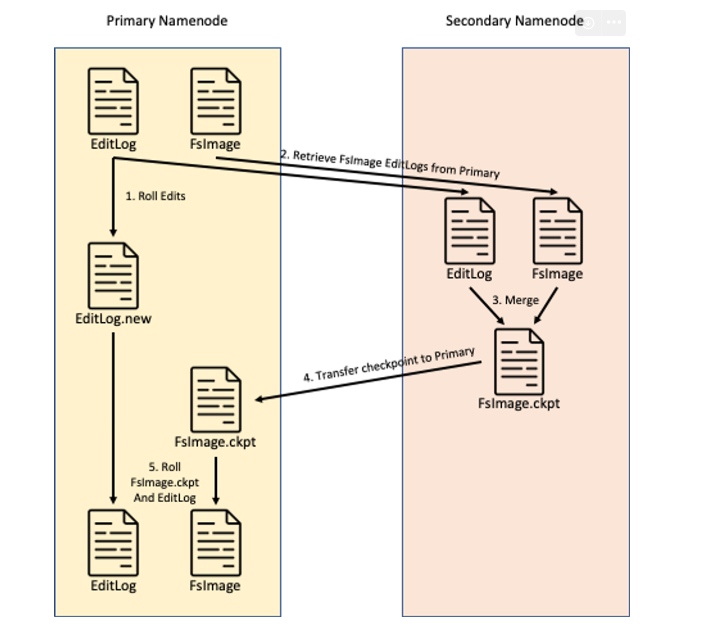 Primary Namenode
Secondary Namenode
EditLog
FsImage
2. Retrieve FsImage EditLogs from Primary
1. Roll Edits
EditLog
FsImage
3. Merge
EditLog.new
4. Transfer checkpoint to Primary
FsImage.ckpt
FsImage.ckpt
5. Roll
FsImage.ckpt
And EditLog
EditLog
FsImage